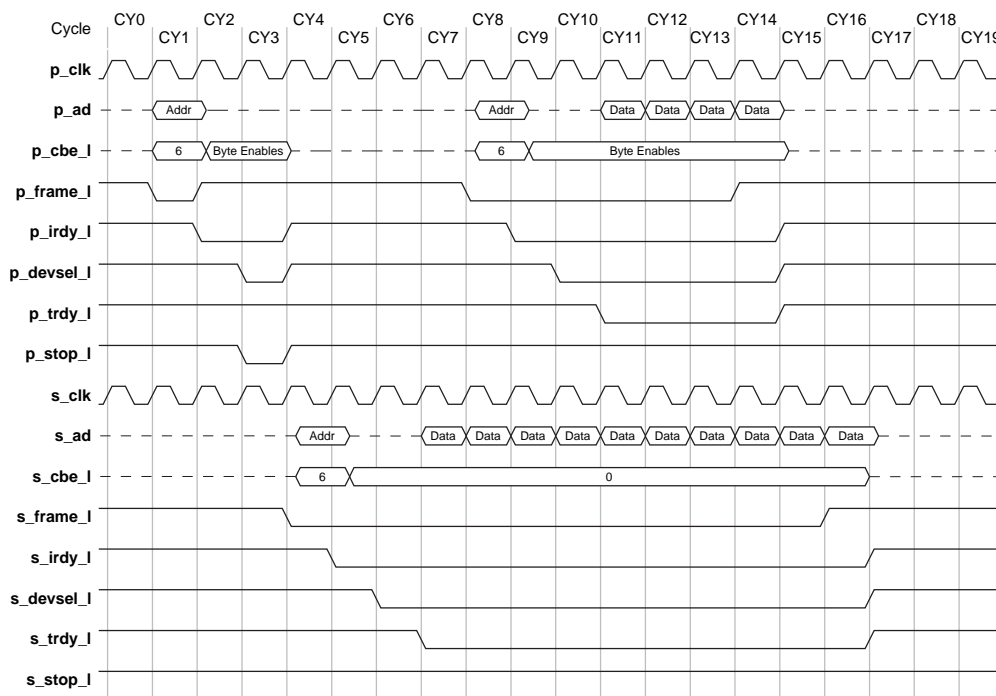 Cycle CY0 CY2 CY4 CY6 CY8 CY10 CY12 CY14 CY16 CY18
CY1 CY3 CY5 CY7 CY9 CY11 CY13 CY15 CY17 CY19
p_clk
p_ad Addr Addr Data Data Data Data
p_cbe_l 6 Byte Enables 6 Byte Enables
p_frame_l
p_irdy_l
p_devsel_l
p_trdy_l
p_stop_l
s_clk
s_ad Addr Data Data Data Data Data Data Data Data Data Data
s_cbe_l 6 0
s_frame_l
s_irdy_l
s_devsel_l
s_trdy_l
s_stop_l